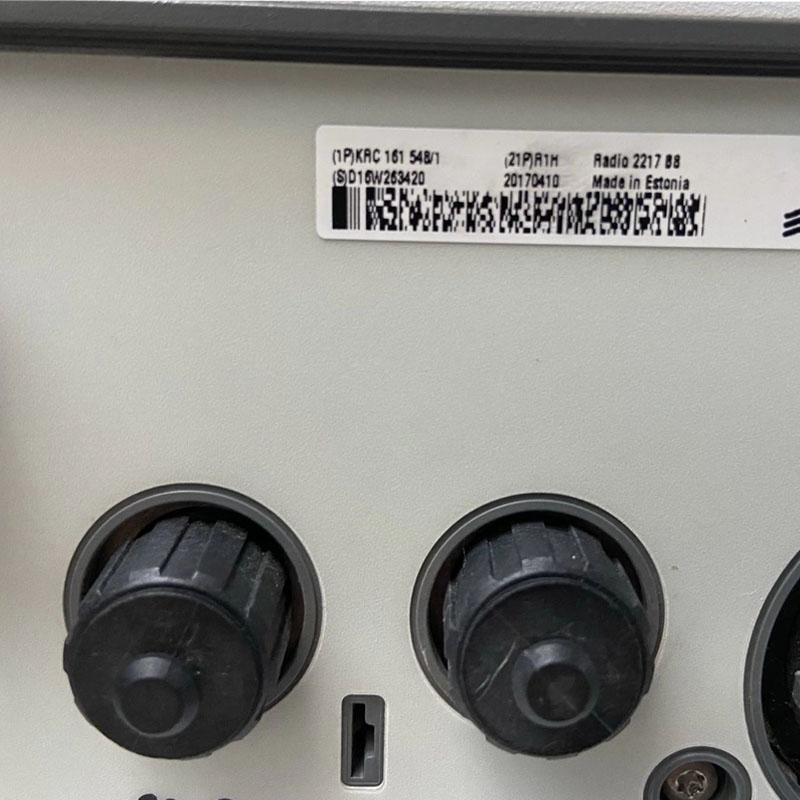 (1P)KRC 161 548/1 (21P)R1H Radio 2217 B8
(S)D16W263420 20170410 Made in Estonia